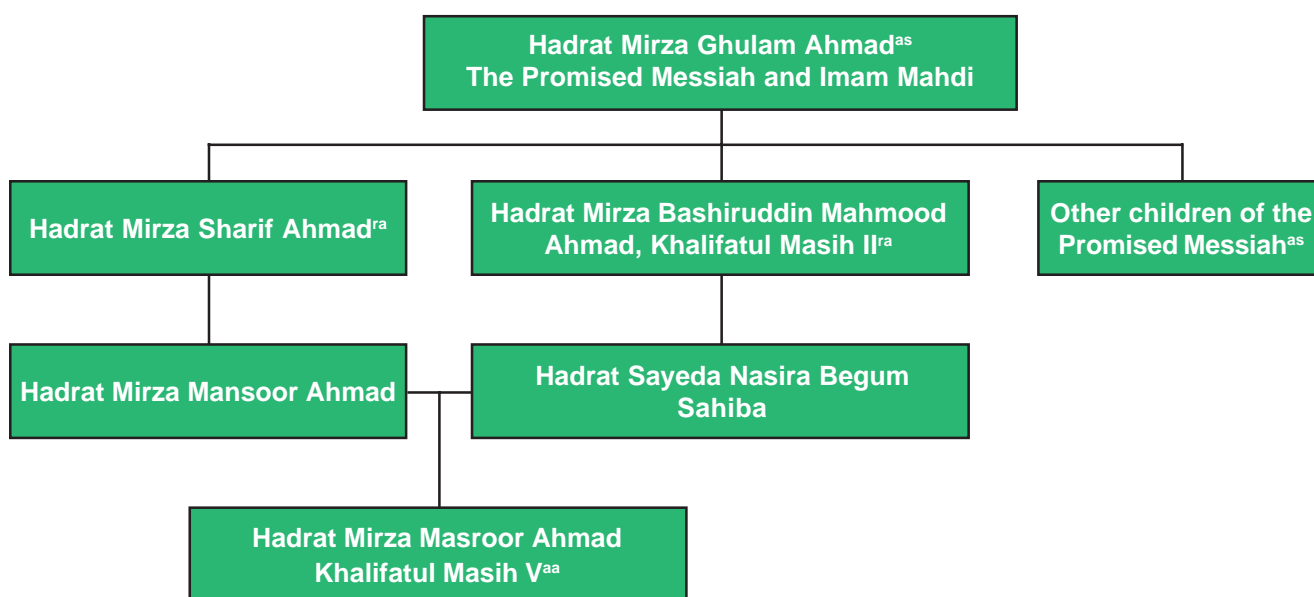 Hadrat Mirza Ghulam Ahmadas
The Promised Messiah and Imam Mahdi
Hadrat Mirza Sharif Ahmadra
Hadrat Mirza Bashiruddin Mahmood
Ahmad, Khalifatul Masih IIra
Other children of the
Promised Messiahas
Hadrat Mirza Mansoor Ahmad
Hadrat Sayeda Nasira Begum
Sahiba
Hadrat Mirza Masroor Ahmad
Khalifatul Masih Vaa